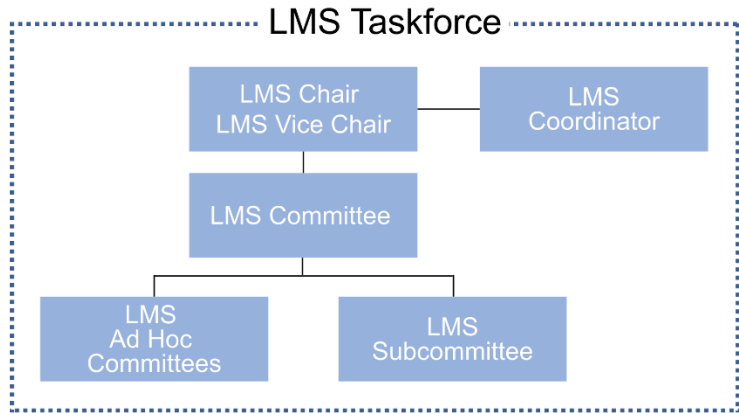 LMS Taskforce
LMS Chair
LMS Vice Chair
LMS
Coordinator
LMS Committee
LMS
Ad Hoc
Committees
LMS
Subcommittee